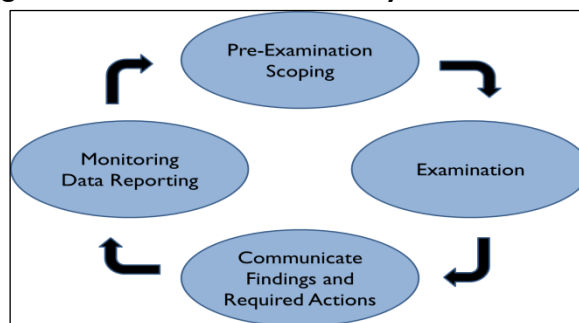 Pre-Examination
Scoping
Examination
Communicate
Findings and
Required Actions
Monitoring
Data Reporting